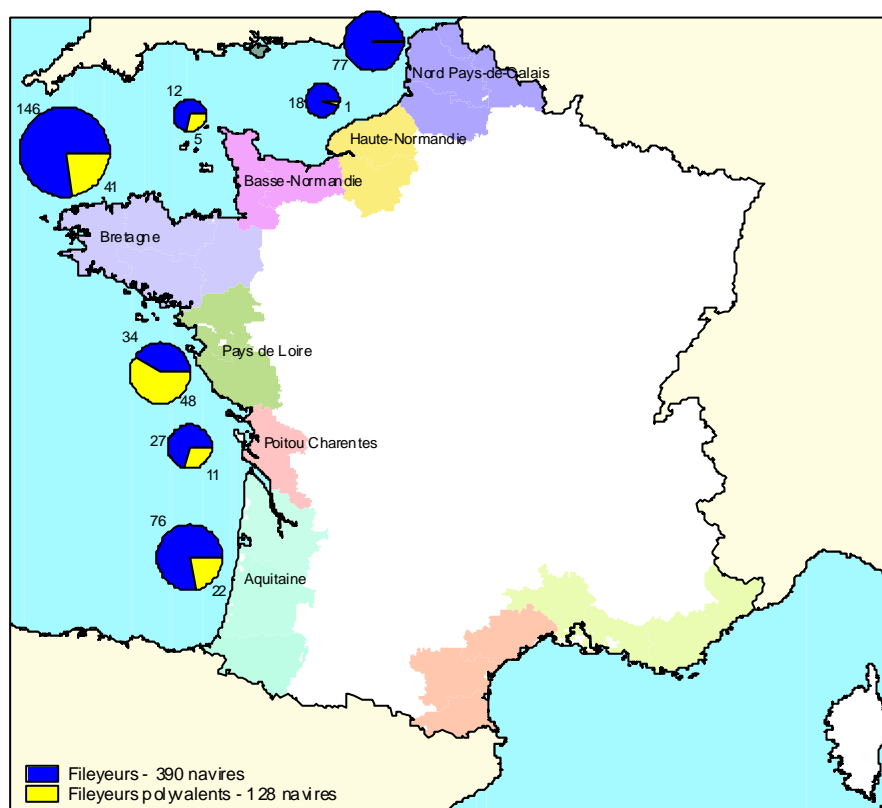 77
Nord Pays-de-Calais
146
12
18
1
5
Haute-Normandie
41
Basse-Normandie
Bretagne
34
Pays de Loire
48
27
Poitou Charentes
11
76
Aquitaine
22
Fileyeurs - 390 navires
Fileyeurs polyvalents - 128 navires